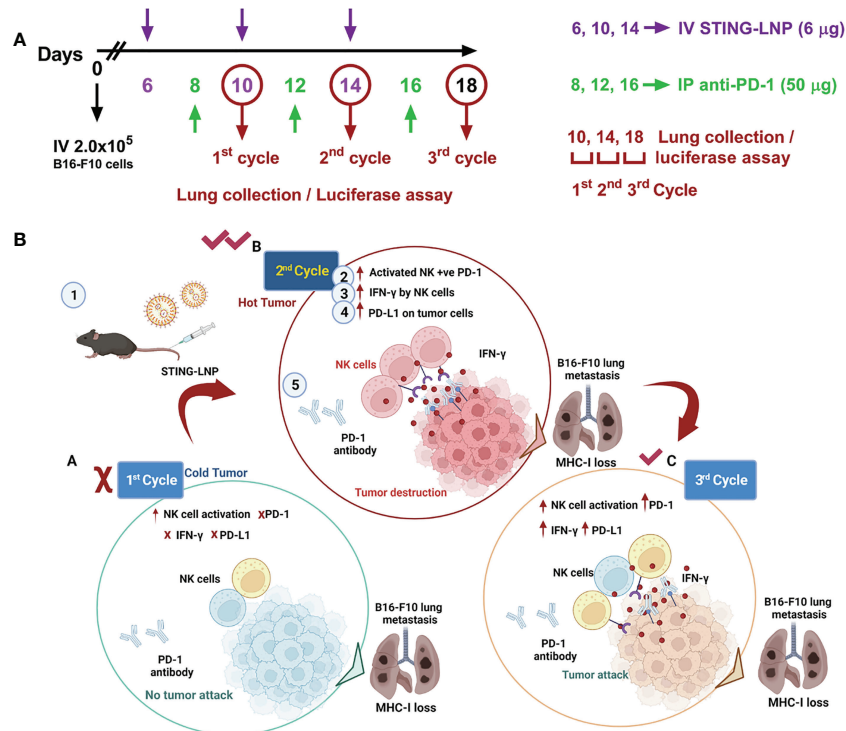 A
Days
0
6
8
10
12
14
16
18
IV 2.0x10⁵
B16-F10 cells
1st cycle
2nd cycle
3rd cycle
Lung collection / Luciferase assay
6, 10, 14 → IV STING-LNP (6 µg)
8, 12, 16 → IP anti-PD-1 (50 µg)
10, 14, 18 Lung collection /
luciferase assay
1st 2nd 3rd Cycle
B
1
STING-LNP
B
2nd Cycle
Hot Tumor
2 Activated NK +ve PD-1
3 IFN-γ by NK cells
4 PD-L1 on tumor cells
NK cells
IFN-γ
5
PD-1
antibody
Tumor destruction
B16-F10 lung
metastasis
MHC-I loss
A
1st Cycle
Cold Tumor
NK cell activation XPD-1
X IFN-γ XPD-L1
NK cells
PD-1
antibody
No tumor attack
B16-F10 lung
metastasis
MHC-I loss
C
3rd Cycle
NK cell activation PD-1
IFN-γ PD-L1
NK cells
IFN-γ
PD-1
antibody
Tumor attack
B16-F10 lung
metastasis
MHC-I loss